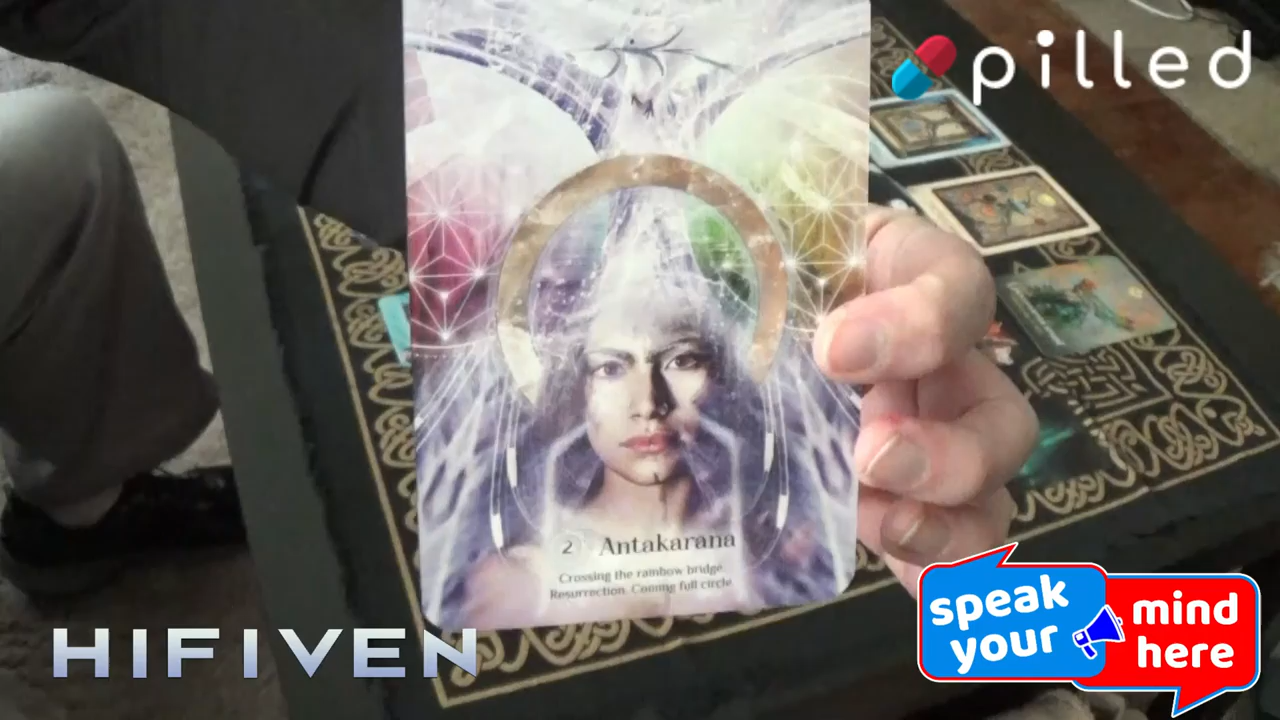 pilled
2 Antakarana
Crossing the rainbow bridge.
Resurrection. Coming full circle.
HIFIVEN
speak
your
mind
here